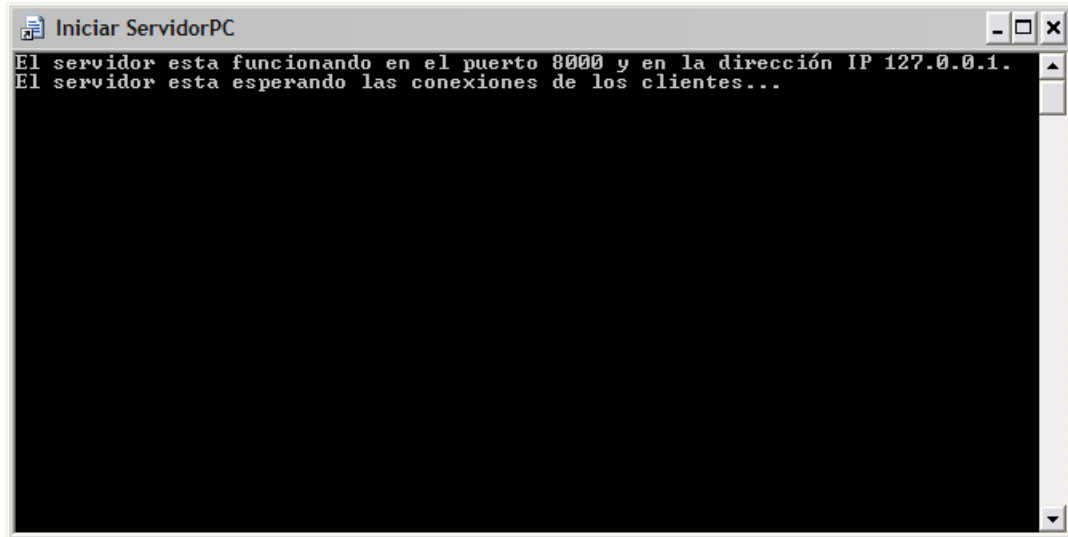 Iniciar ServidorPC
El servidor esta funcionando en el puerto 8000 y en la dirección IP 127.0.0.1.
El servidor esta esperando las conexiones de los clientes...